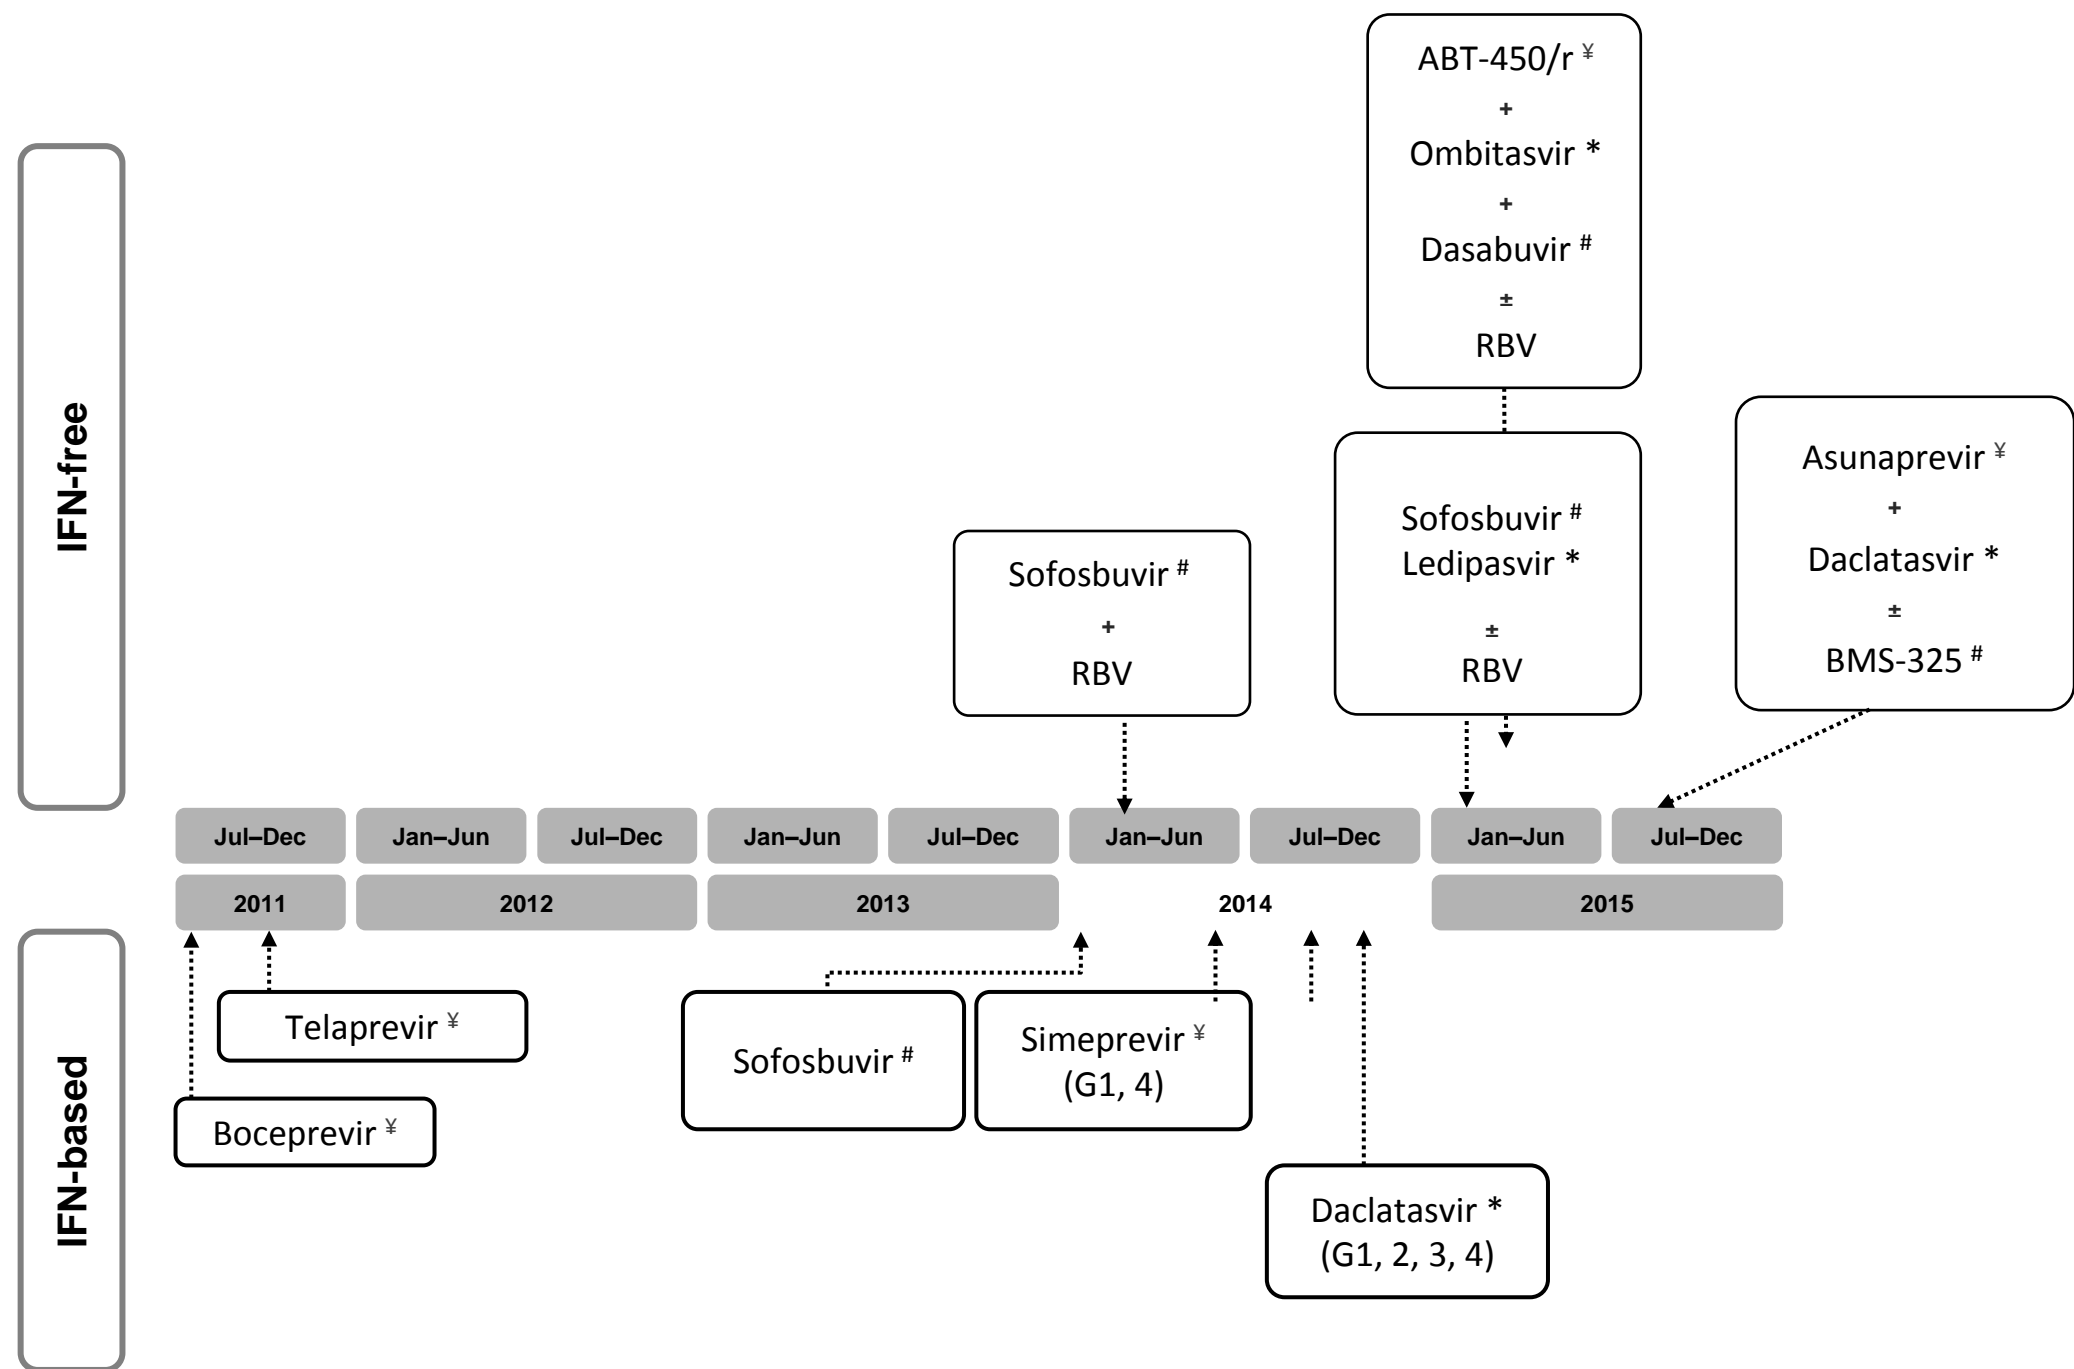 ABT-450/r ¥
+
Ombitasvir *
+
Dasabuvir #
±
RBV
IFN-free
Sofosbuvir #
+
RBV
Sofosbuvir #
Ledipasvir *
±
RBV
Asunaprevir ¥
+
Daclatasvir *
±
BMS-325 #
Jul–Dec Jan–Jun Jul–Dec Jan–Jun Jul–Dec Jan–Jun Jul–Dec Jan–Jun Jul–Dec
2011 2012 2013 2014 2015
IFN-based
Telaprevir ¥
Boceprevir ¥
Sofosbuvir #
Simeprevir ¥
(G1, 4)
Daclatasvir *
(G1, 2, 3, 4)